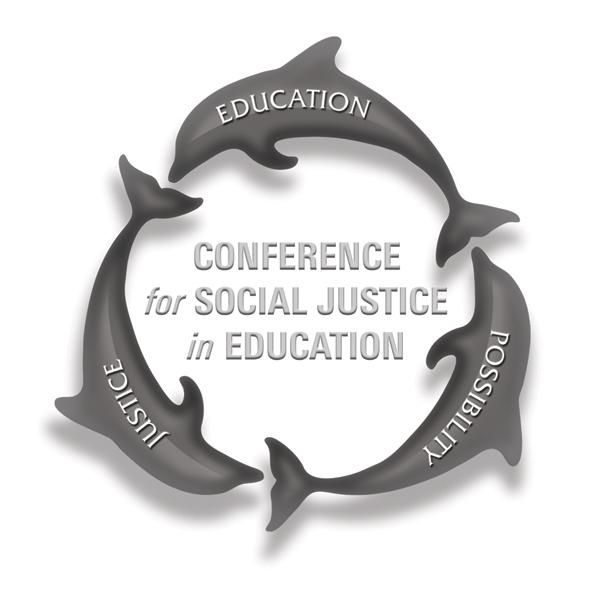 EDUCATION
CONFERENCE
for SOCIAL JUSTICE
in EDUCATION
JUSTICE
POSSIBILITY